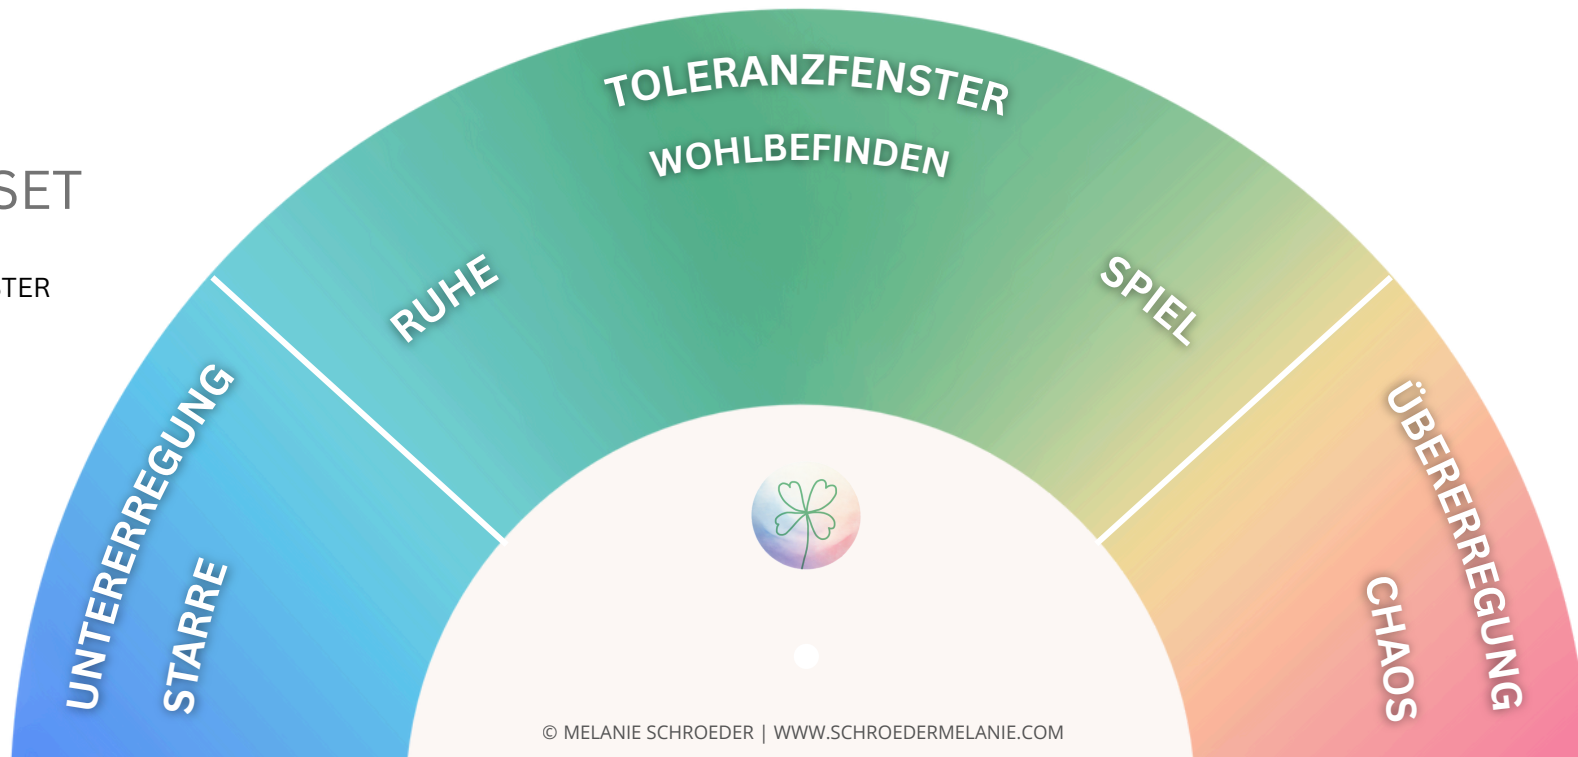 TOLERANZFENSTER
WOHLBEFINDEN
SET
TER
RUHE
SPIEL
UNTERERREGUNG
STARRE
ÜBERERREGUNG
CHAOS
© MELANIE SCHROEDER | WWW.SCHROEDERMELANIE.COM